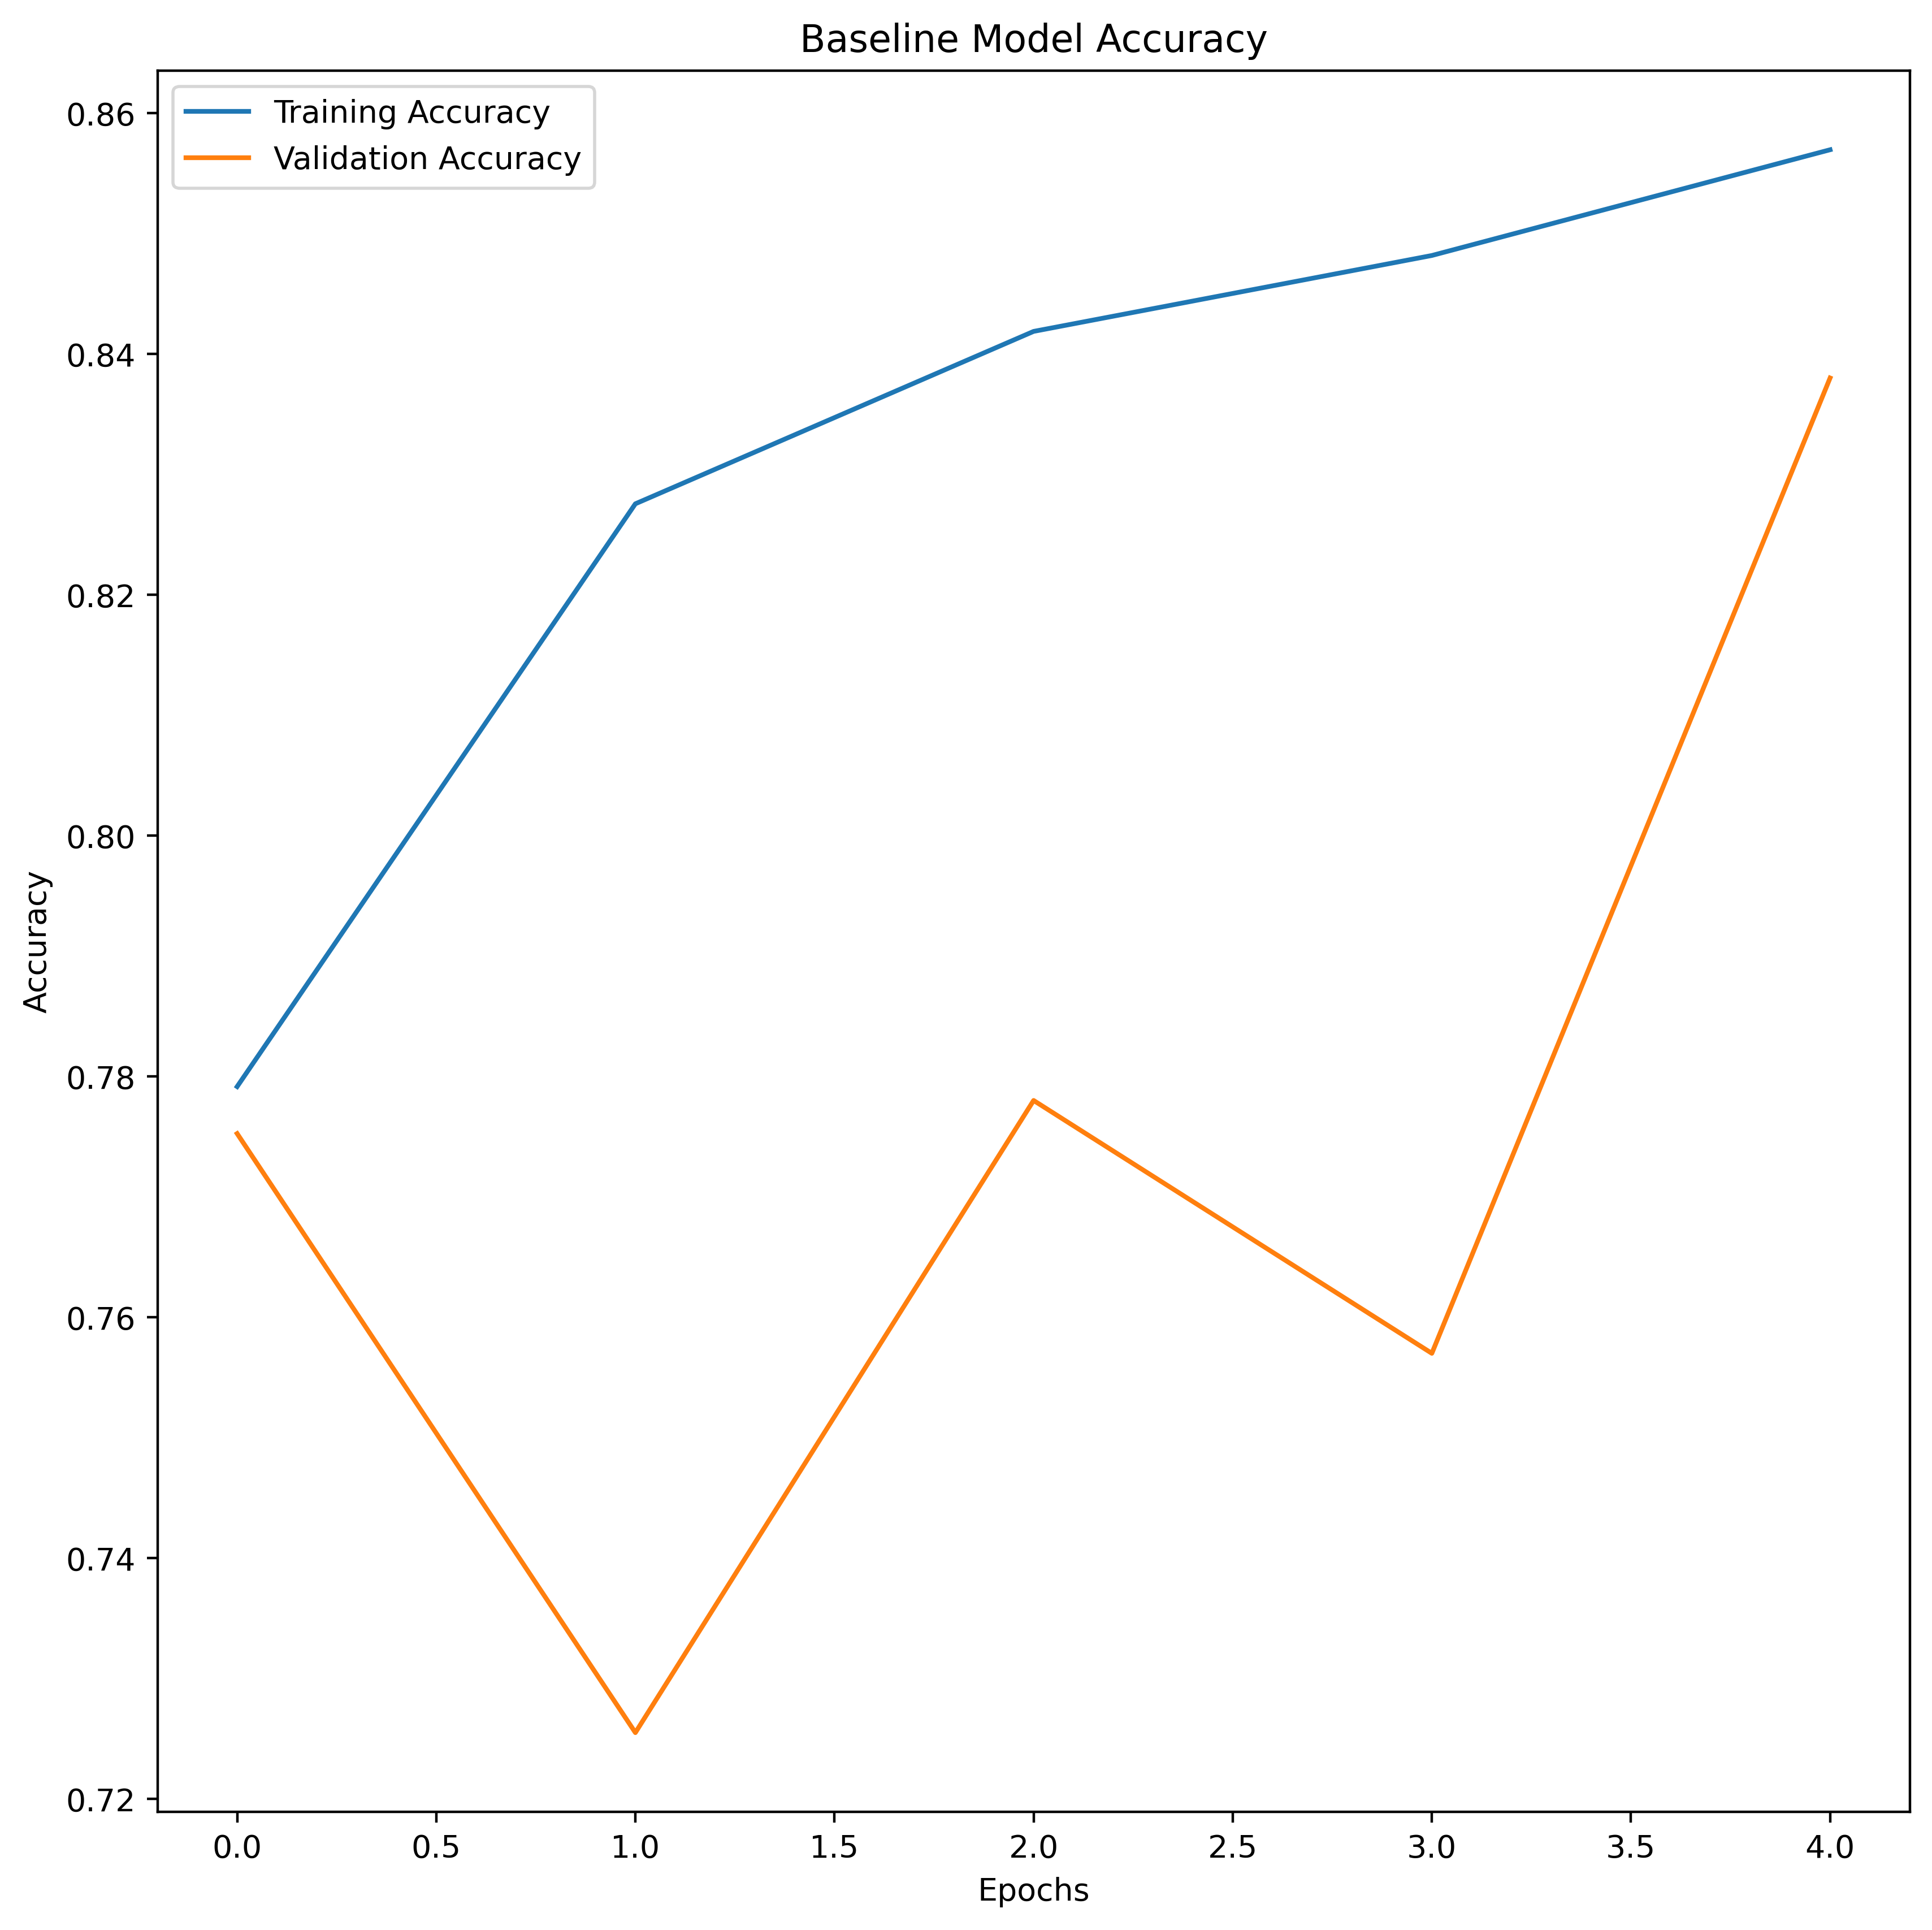 Baseline Model Accuracy
Training Accuracy
Validation Accuracy
0.86
0.84
0.82
0.80
0.78
0.76
0.74
0.72
Accuracy
0.0 0.5 1.0 1.5 2.0 2.5 3.0 3.5 4.0
Epochs